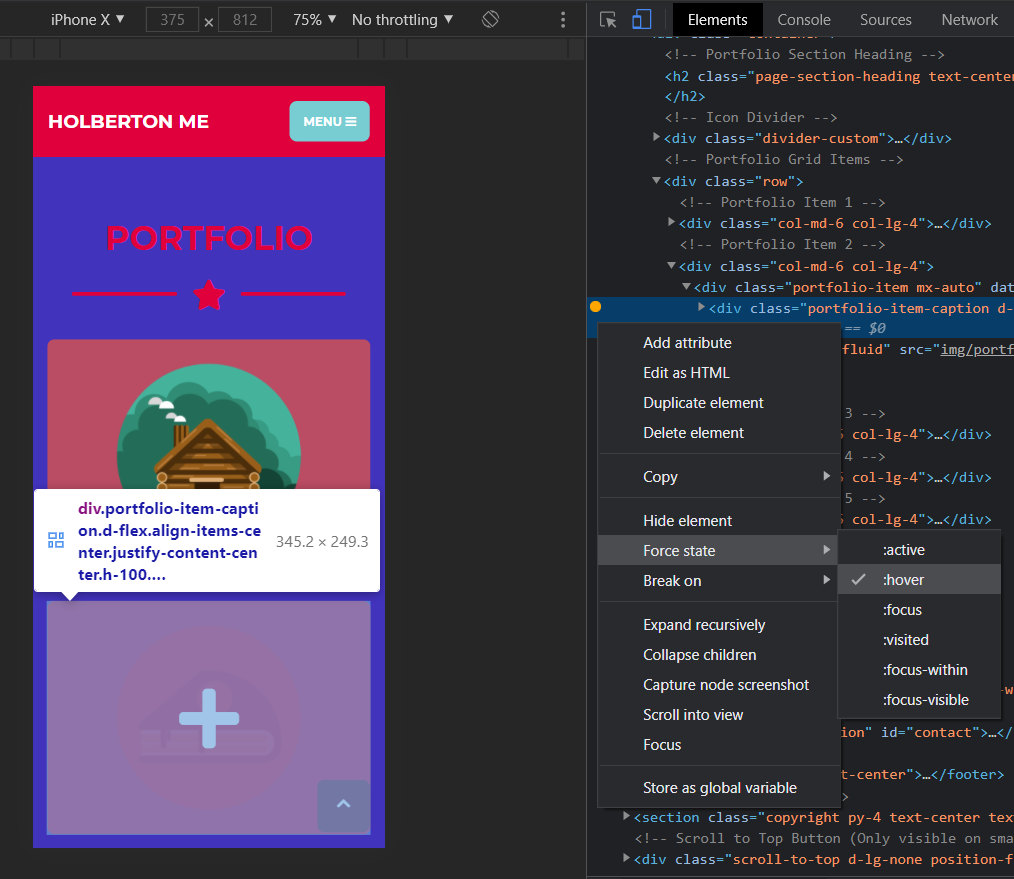 iPhone X ▼ 375 × 812 75% ▼ No throttling ▼
Elements Console Sources Network
HOLBERTON ME
MENU
PORTFOLIO
div.portfolio-item-capti
on.d-flex.align-items-ce
nter.justify-content-cen
ter.h-100....
345.2 × 249.3
<!-- Portfolio Section Heading -->
<h2 class="page-section-heading text-center
</h2>
<!-- Icon Divider -->
<div class="divider-custom">…</div>
<!-- Portfolio Grid Items -->
<div class="row">
<!-- Portfolio Item 1 -->
<div class="col-md-6 col-lg-4">…</div>
<!-- Portfolio Item 2 -->
<div class="col-md-6 col-lg-4">
<div class="portfolio-item mx-auto" dat
<div class="portfolio-item-caption d-
== $0
fluid" src="img/portf
3 -->
col-lg-4">…</div>
4 -->
col-lg-4">…</div>
5 -->
col-lg-4">…</div>
Add attribute
Edit as HTML
Duplicate element
Delete element
Copy
Hide element
Force state
Break on
Expand recursively
Collapse children
Capture node screenshot
Scroll into view
Focus
Store as global variable
:active
:hover
:focus
:visited
:focus-within
:focus-visible
ion" id="contact">…</
t-center">…</footer>
>
<section class="copyright py-4 text-center tex
<!-- Scroll to Top Button (Only visible on sma
<div class="scroll-to-top d-lg-none position-f